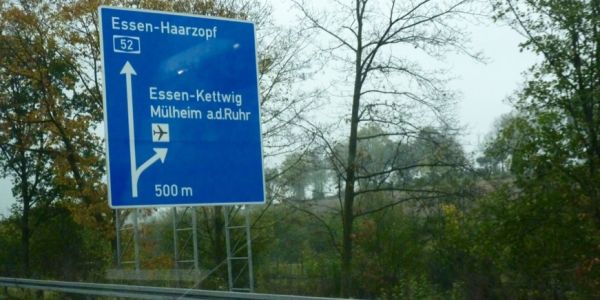 Essen-Haarzopf
52
Essen-Kettwig
Mülheim a.d.Ruhr
500 m